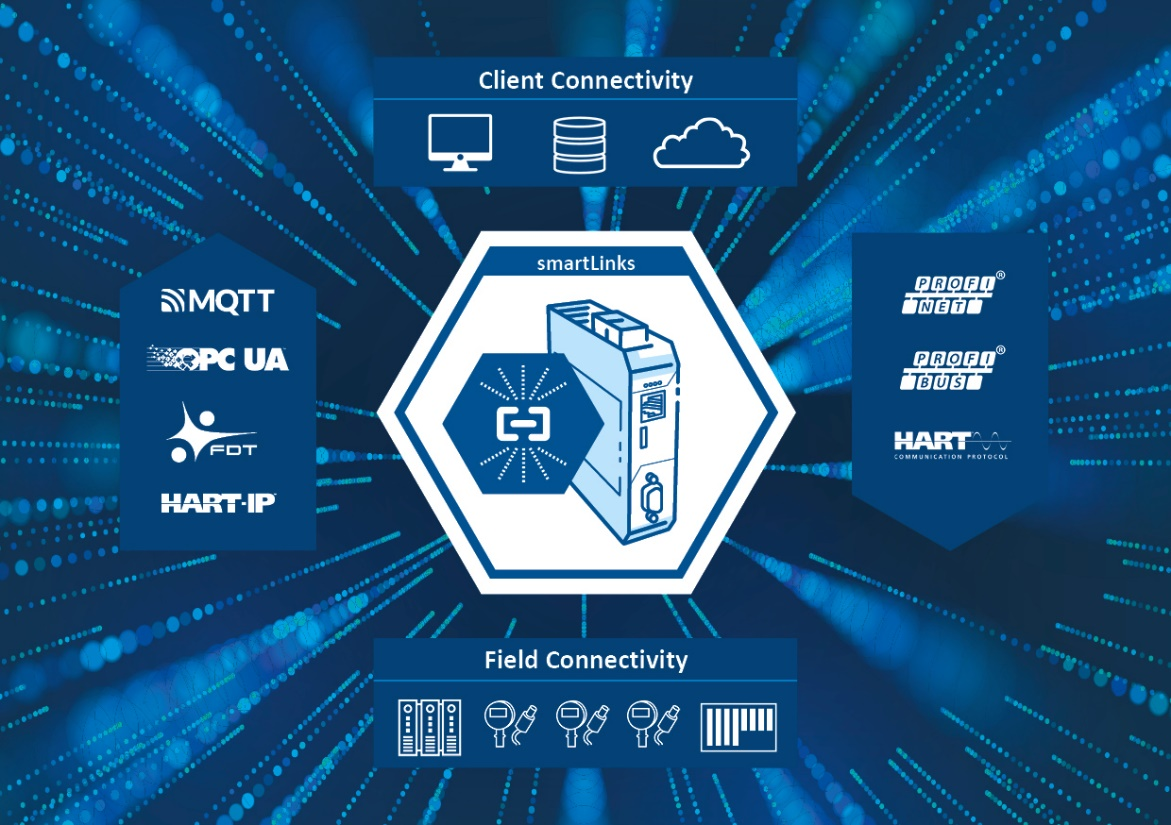 Client Connectivity
smartLinks
MQTT
OPC UA
FDT
HART-IP
PROFI®
NET
PROFI®
BUS
HART
COMMUNICATION PROTOCOL
Field Connectivity